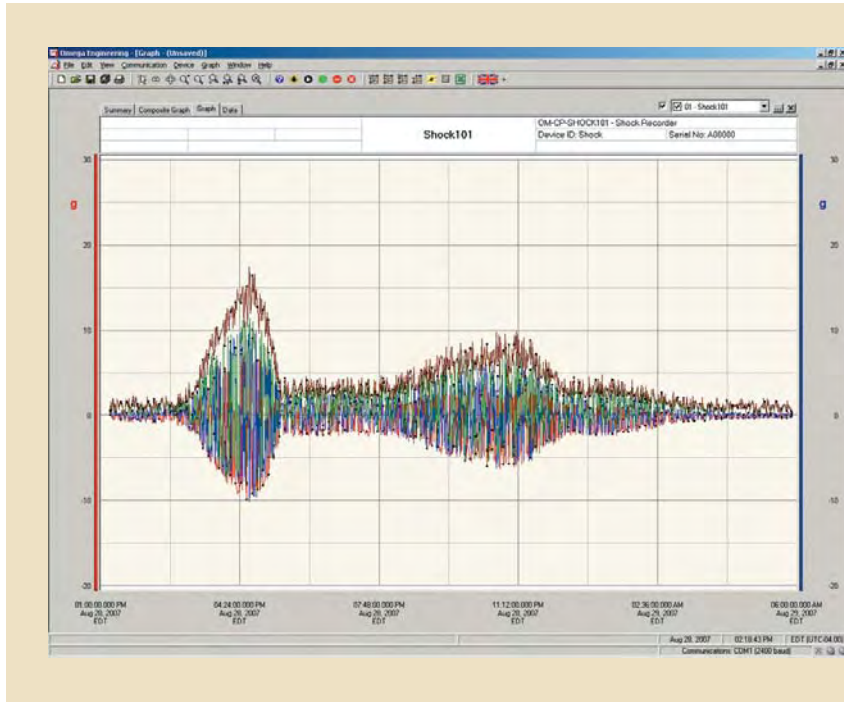 Omega Engineering - [Graph - (Unsaved)]
File Edit View Communication Device Graph Window Help
Summary Composite Graph Graph Data
01 - Shock101
Shock101
OM-CP-SHOCK101 - Shock Recorder
Device ID: Shock
Serial No: A00000
30
30
g
g
20
20
10
10
0
0
-10
-10
-20
-20
01:00:00.000 PM
Aug 28, 2007
EDT
04:24:00.000 PM
Aug 28, 2007
EDT
07:48:00.000 PM
Aug 28, 2007
EDT
11:12:00.000 PM
Aug 28, 2007
EDT
02:36:00.000 AM
Aug 29, 2007
EDT
06:00:00.000 AM
Aug 29, 2007
EDT
Aug 28, 2007
02:18:43 PM
EDT (UTC-04:00)
Communications: COM1 (2400 baud)